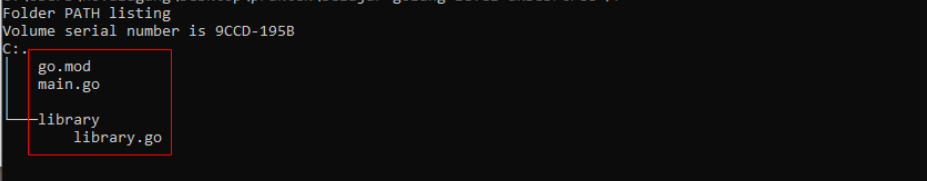 Folder PATH listing
Volume serial number is 9CCD-195B
C:.
go.mod
main.go
library
library.go